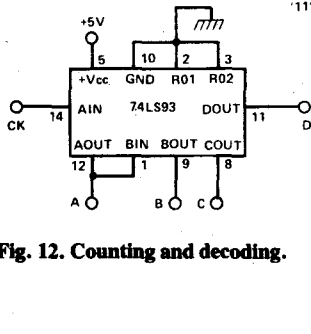 '11'
+5V
5 10 2 3
+Vcc GND R01 R02
CK 14 AIN 74LS93 DOUT 11 D
AOUT BIN BOUT COUT
12 1 9 8
A B C
Fig. 12. Counting and decoding.